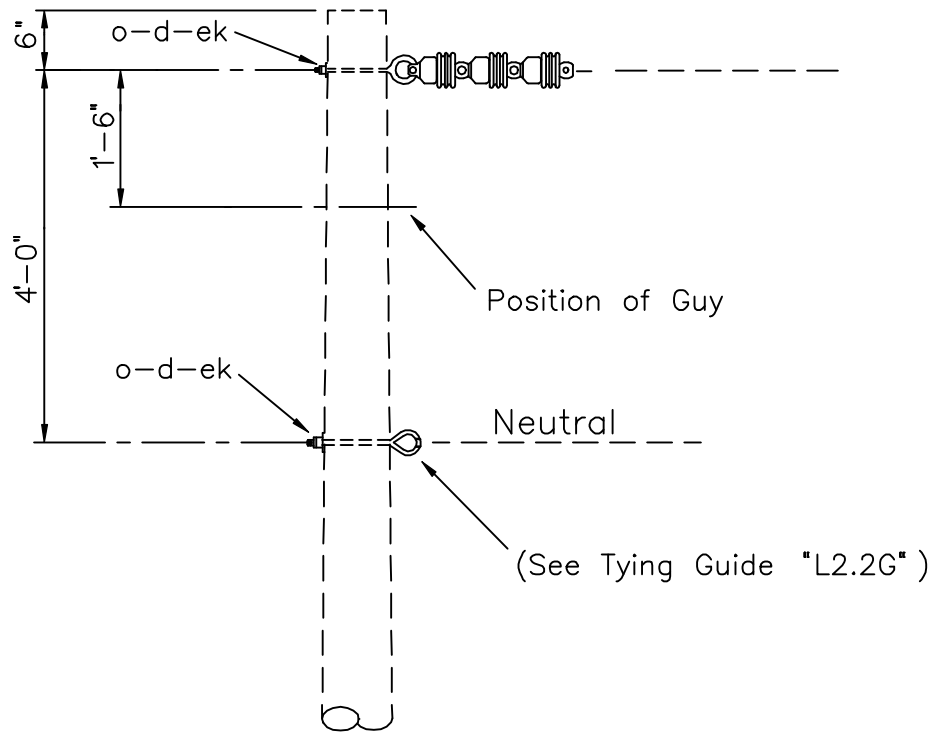 6"
o-d-ek
1'-6"
4'-0"
Position of Guy
o-d-ek
Neutral
(See Tying Guide "L2.2G")